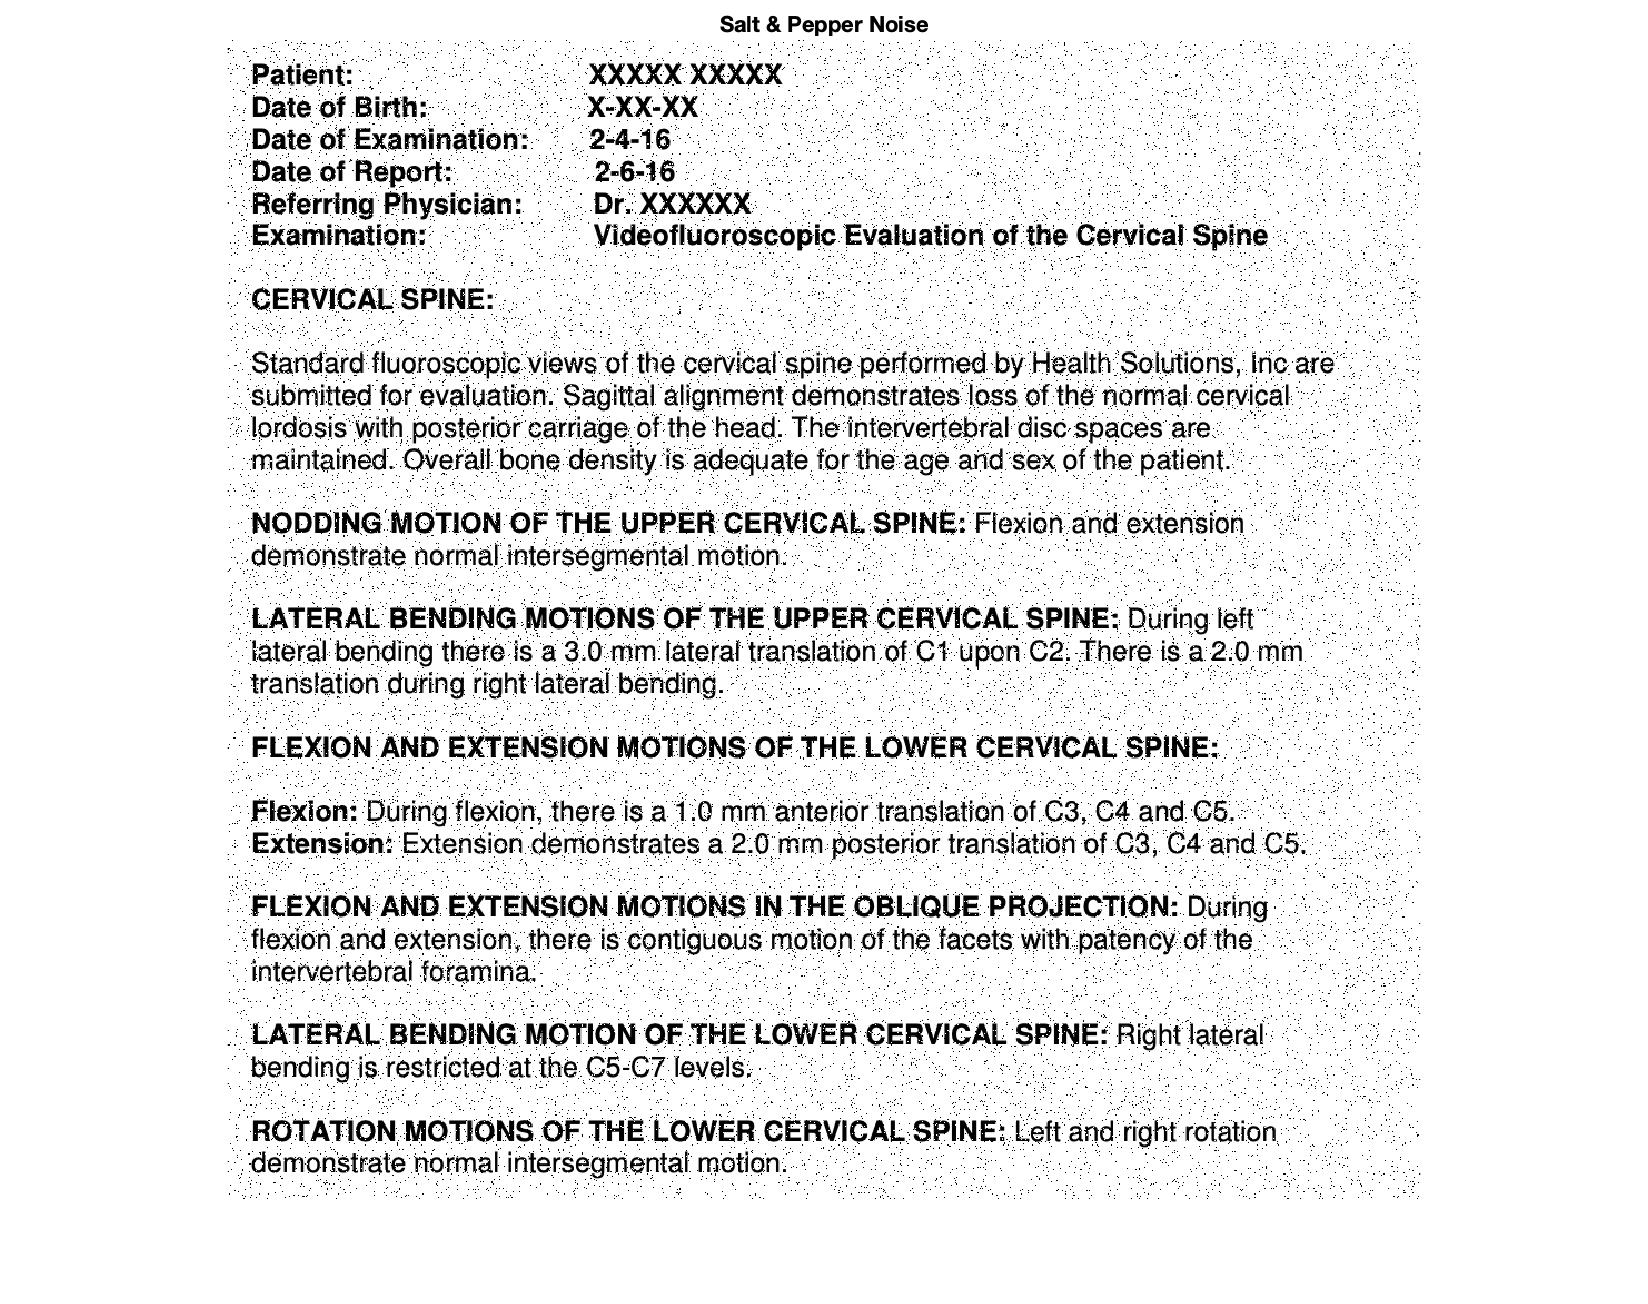 Salt & Pepper Noise
Patient: XXXXX XXXXX
Date of Birth: X-XX-XX
Date of Examination: 2-4-16
Date of Report: 2-6-16
Referring Physician: Dr. XXXXXX
Examination: Videofluoroscopic Evaluation of the Cervical Spine
CERVICAL SPINE:
Standard fluoroscopic views of the cervical spine performed by Health Solutions, Inc are
submitted for evaluation. Sagittal alignment demonstrates loss of the normal cervical
lordosis with posterior carriage of the head. The intervertebral disc spaces are
maintained. Overall bone density is adequate for the age and sex of the patient.
NODDING MOTION OF THE UPPER CERVICAL SPINE: Flexion and extension
demonstrate normal intersegmental motion.
LATERAL BENDING MOTIONS OF THE UPPER CERVICAL SPINE: During left
lateral bending there is a 3.0 mm lateral translation of C1 upon C2. There is a 2.0 mm
translation during right lateral bending.
FLEXION AND EXTENSION MOTIONS OF THE LOWER CERVICAL SPINE:
Flexion: During flexion, there is a 1.0 mm anterior translation of C3, C4 and C5.
Extension: Extension demonstrates a 2.0 mm posterior translation of C3, C4 and C5.
FLEXION AND EXTENSION MOTIONS IN THE OBLIQUE PROJECTION: During
flexion and extension, there is contiguous motion of the facets with patency of the
intervertebral foramina.
LATERAL BENDING MOTION OF THE LOWER CERVICAL SPINE: Right lateral
bending is restricted at the C5-C7 levels.
ROTATION MOTIONS OF THE LOWER CERVICAL SPINE: Left and right rotation
demonstrate normal intersegmental motion.